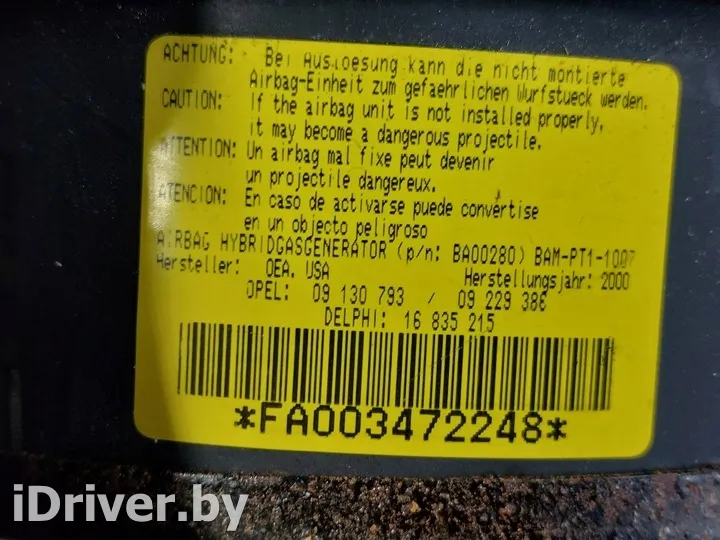 ACHTUNG: Bei Ausloesung kann die nicht montierte
Airbag-Einheit zum gefaehrlichen Wurfstueck werden.
CAUTION: If the airbag unit is not installed properly,
it may become a dangerous projectile.
ATTENTION: Un airbag mal fixe peut devenir
un projectile dangereux.
ATENCION: En caso de activarse puede convertise
en un objecto peligroso
AIRBAG HYBRIDGASGENERATOR (p/n: BA00280) BAM-PT1-1007
Hersteller: OEA, USA Herstellungsjahr: 2000
OPEL: 09 130 793 / 09 229 386
DELPHI: 16 835 215
*FA003472248*
iDriver.by